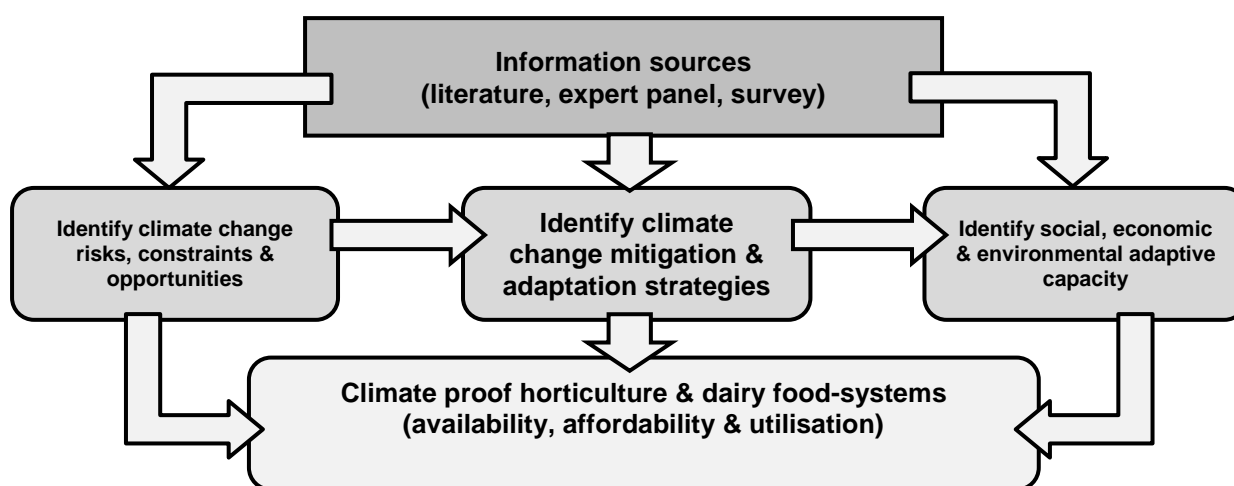 Information sources
(literature, expert panel, survey)
Identify climate change
risks, constraints &
opportunities
Identify climate
change mitigation &
adaptation strategies
Identify social, economic
& environmental adaptive
capacity
Climate proof horticulture & dairy food-systems
(availability, affordability & utilisation)